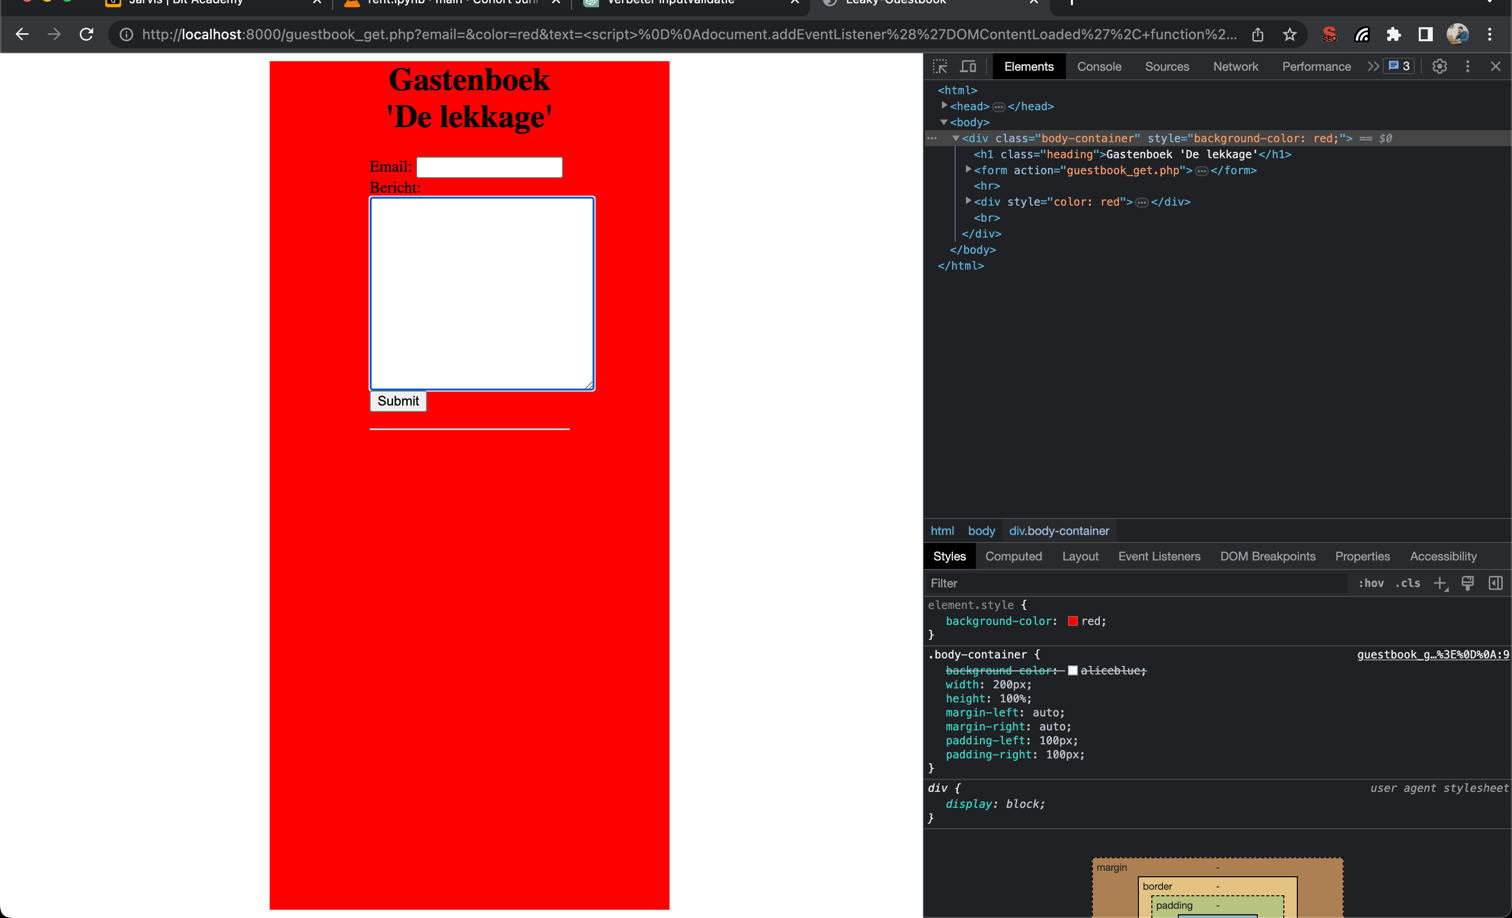 Jarvis | Bit Academy
rent.ipynb · main · Cohort Juni
Verbeter inputvalidatie
Leaky-Guestbook
http://localhost:8000/guestbook_get.php?email=&color=red&text=<script>%0D%0Adocument.addEventListener%28%27DOMContentLoaded%27%2C+function%2...
SEO
Gastenboek
'De lekkage'
Email:
Bericht:
Submit
Elements
Console
Sources
Network
Performance
3
<html>
<head> ... </head>
<body>
... <div class="body-container" style="background-color: red;"> == $0
<h1 class="heading">Gastenboek 'De lekkage'</h1>
<form action="guestbook_get.php"> ... </form>
<hr>
<div style="color: red"> ... </div>
<br>
</div>
</body>
</html>
html body div.body-container
Styles Computed Layout Event Listeners DOM Breakpoints Properties Accessibility
Filter :hov .cls
element.style {
background-color: red;
}
.body-container { guestbook_g…%3E%0D%0A:9
background-color: aliceblue;
width: 200px;
height: 100%;
margin-left: auto;
margin-right: auto;
padding-left: 100px;
padding-right: 100px;
}
div { user agent stylesheet
display: block;
}
margin -
border -
padding -